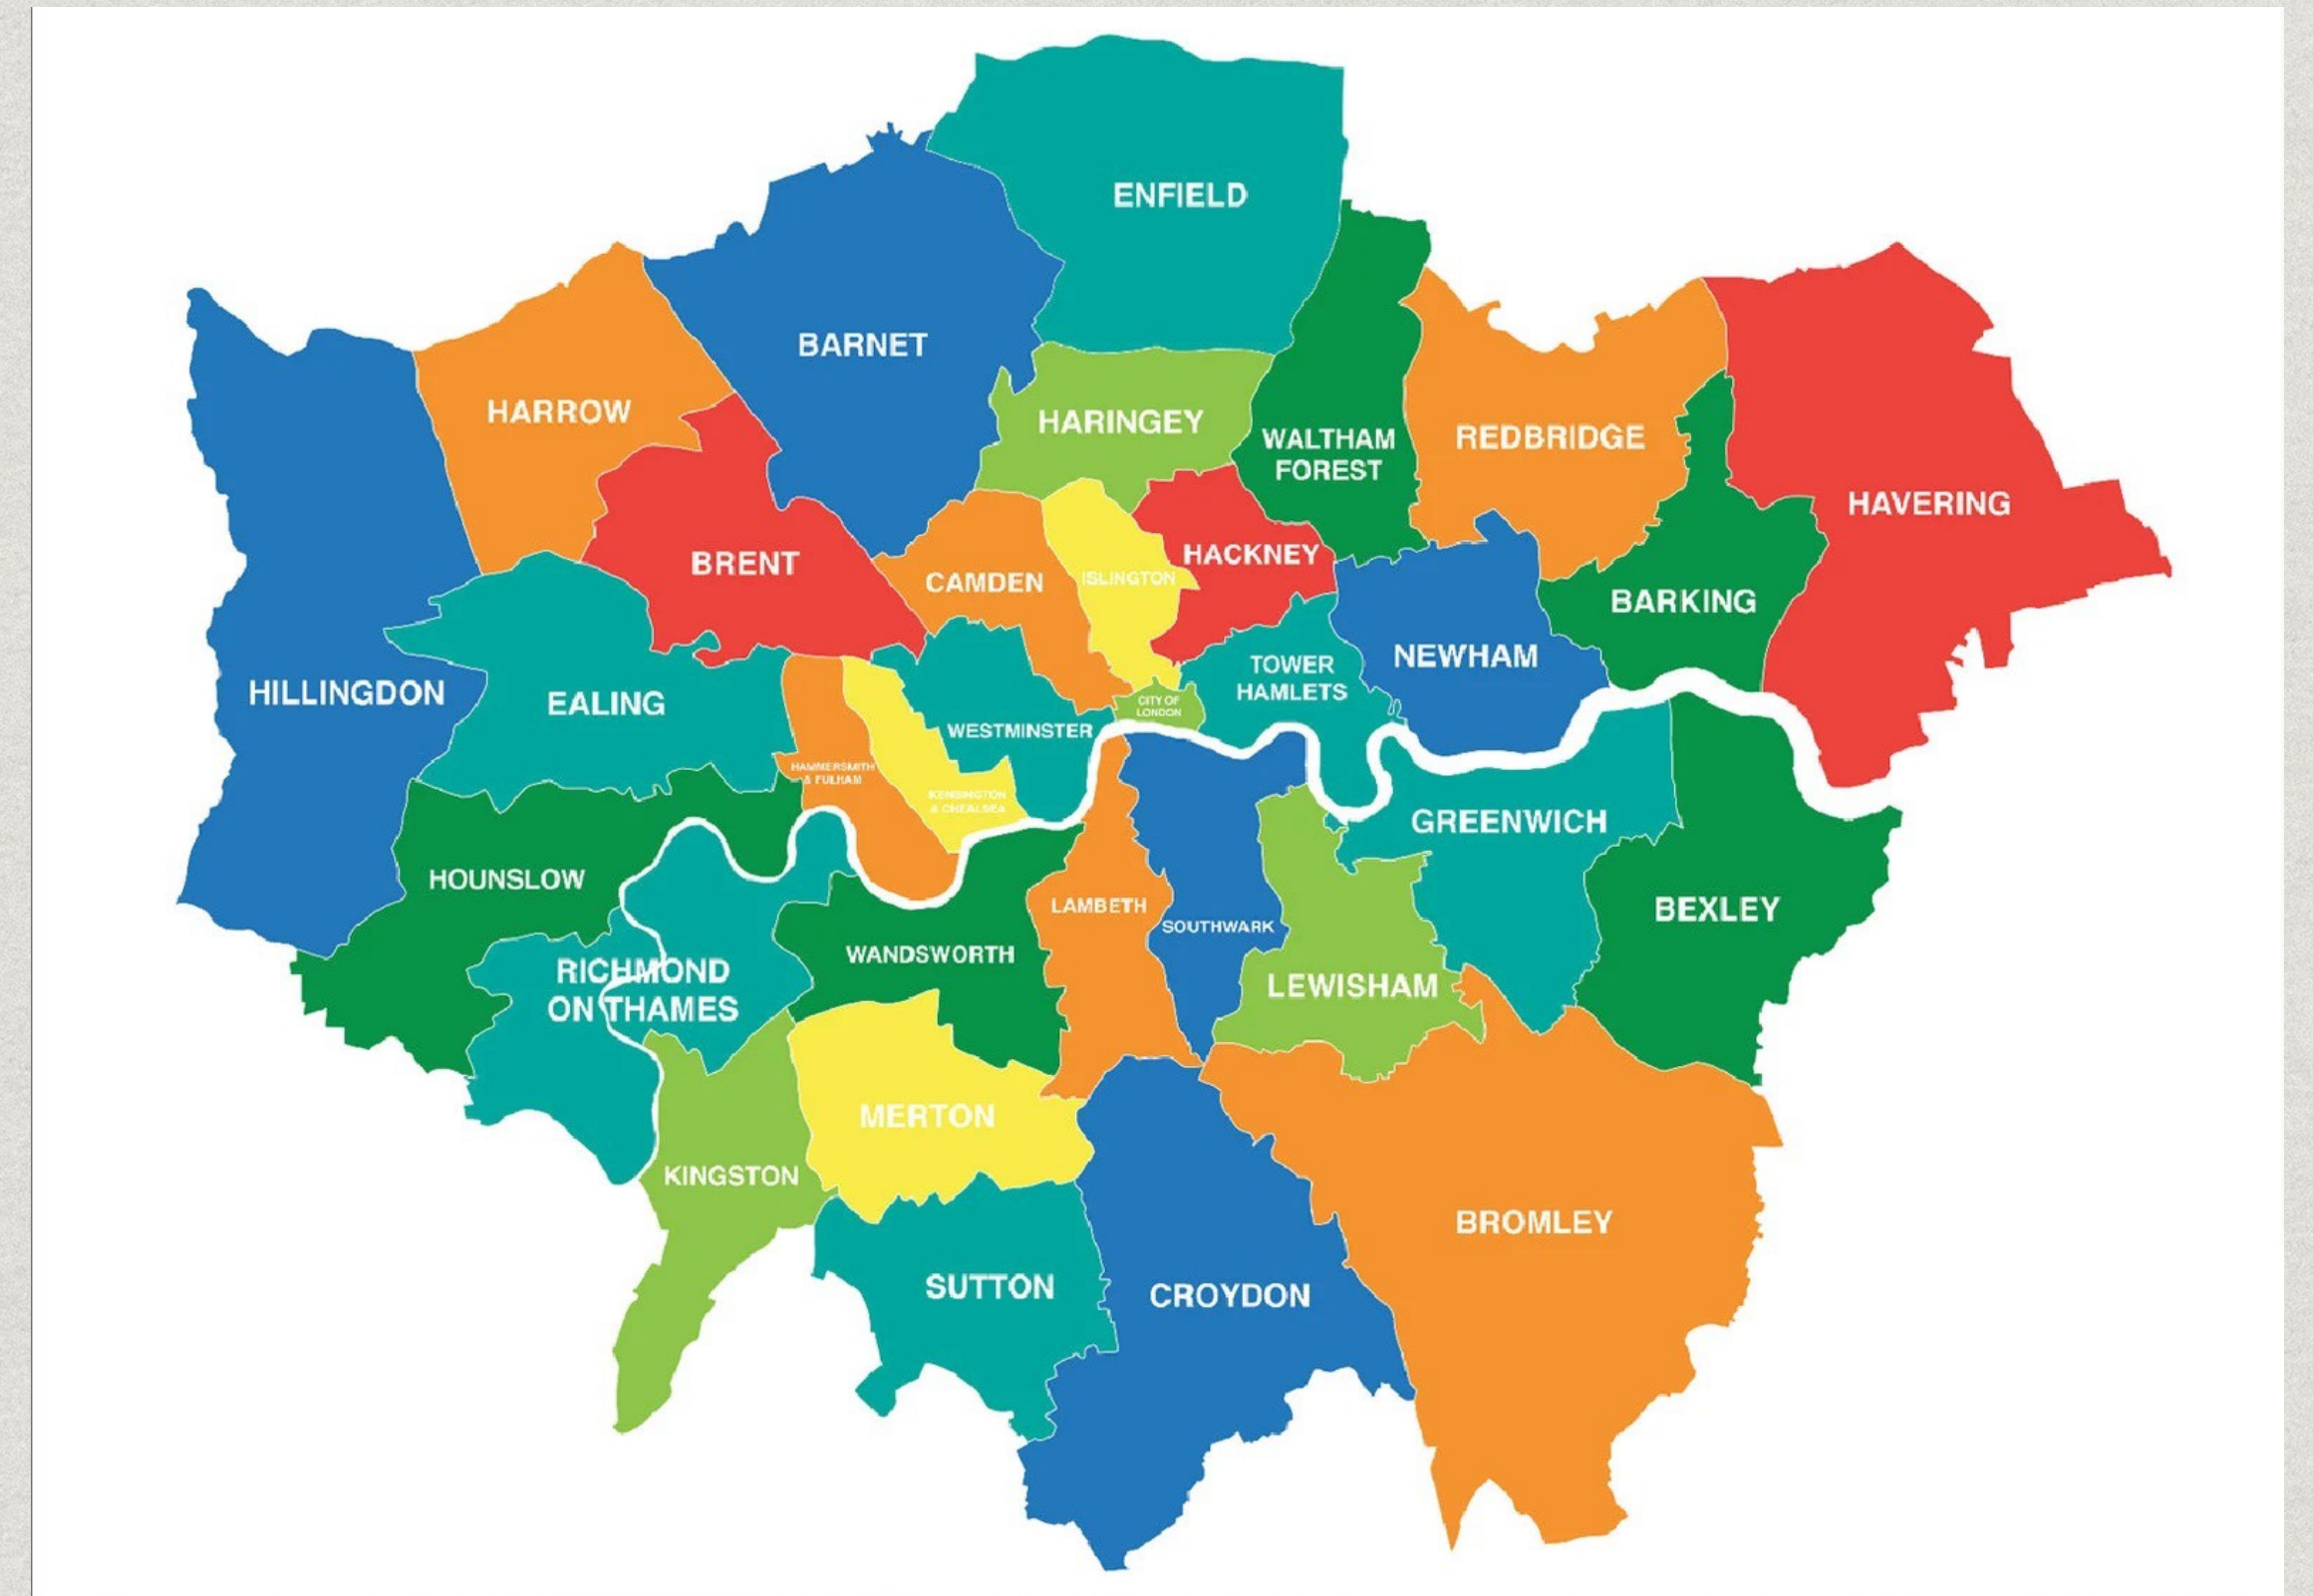 ENFIELD
BARNET
HARROW
HARINGEY
WALTHAM
FOREST
REDBRIDGE
HAVERING
BRENT
CAMDEN
ISLINGTON
HACKNEY
BARKING
HILLINGDON
EALING
WESTMINSTER
CITY OF
LONDON
TOWER
HAMLETS
NEWHAM
HAMMERSMITH
& FULHAM
KENSINGTON
& CHEALSEA
HOUNSLOW
GREENWICH
BEXLEY
RICHMOND
ON THAMES
WANDSWORTH
LAMBETH
SOUTHWARK
LEWISHAM
MERTON
KINGSTON
SUTTON
CROYDON
BROMLEY